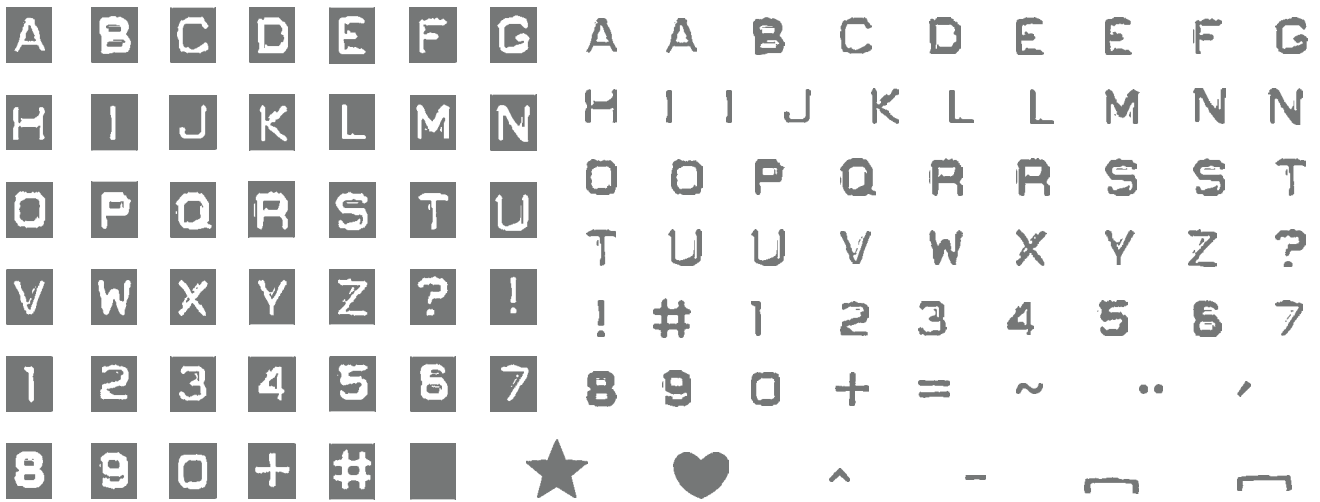 A B C D E F G
H I J K L M N
O P Q R S T U
V W X Y Z ? !
1 2 3 4 5 6 7
8 9 0 + #
A A B C D E E F G
H I I J K L L M N N
O O P Q R R S S T
T U U V W X Y Z ?
! # 1 2 3 4 5 6 7
8 9 0 + = ~ ¨ ´
★ ♥ ^ -